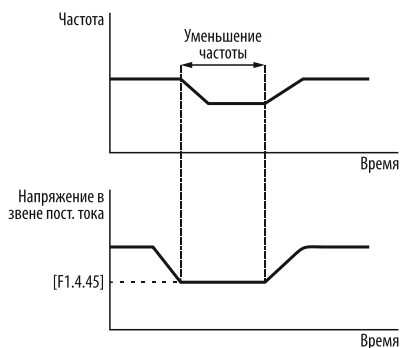 Частота
Уменьшение
частоты
Время
Напряжение в
звене пост. тока
[F1.4.45]
Время